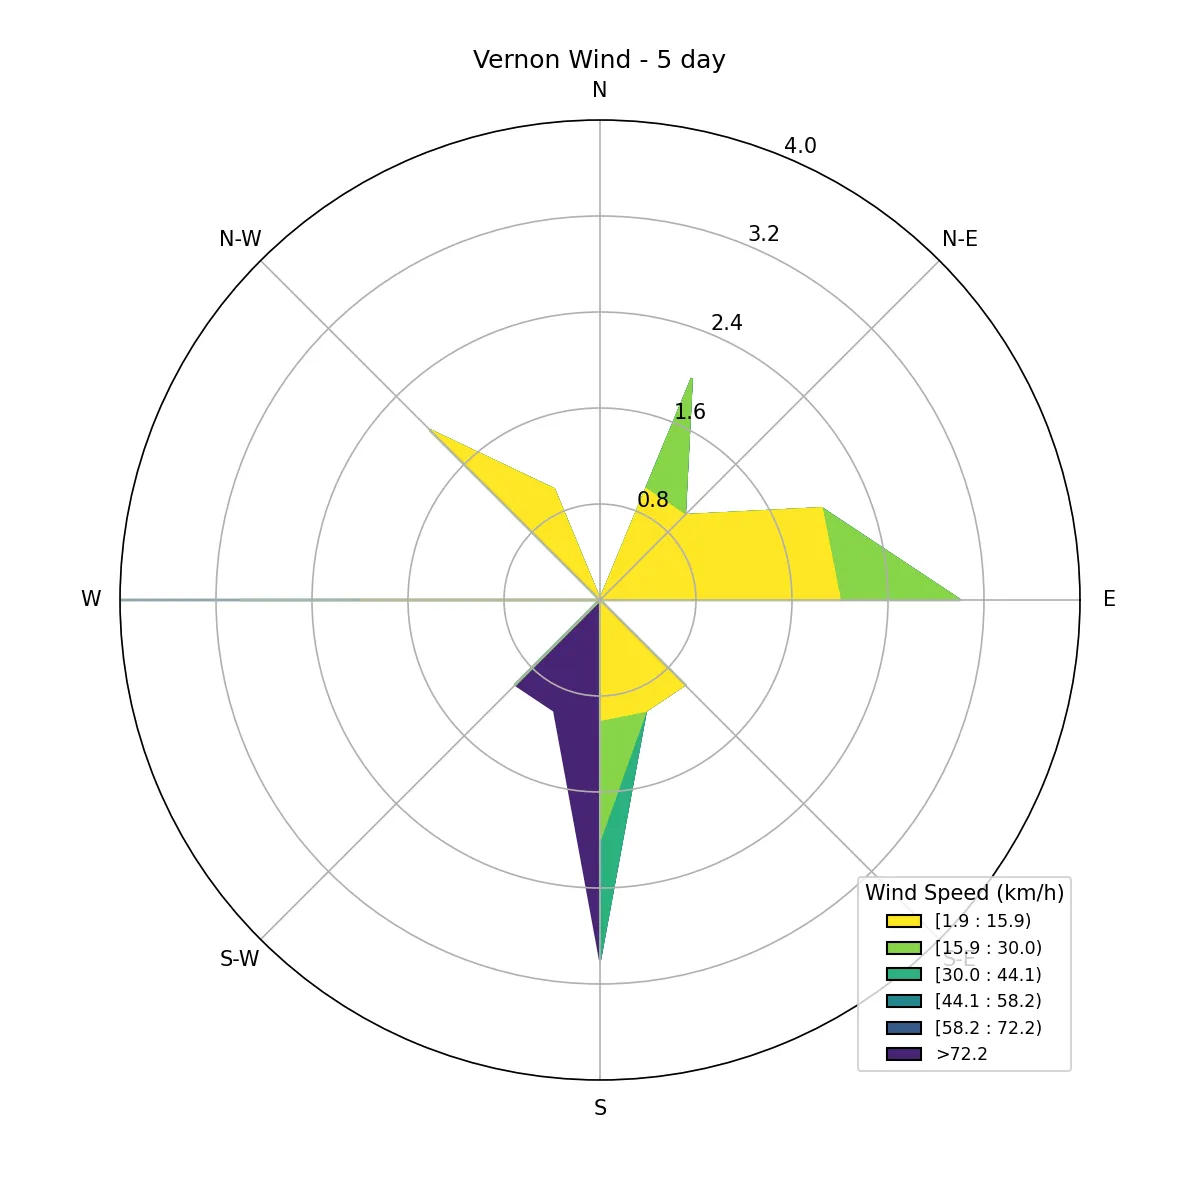 Vernon Wind - 5 day
N
4.0
N-W
3.2
N-E
2.4
1.6
0.8
W
E
S-W
S-E
S
Wind Speed (km/h)
[1.9 : 15.9)
[15.9 : 30.0)
[30.0 : 44.1)
[44.1 : 58.2)
[58.2 : 72.2)
>72.2